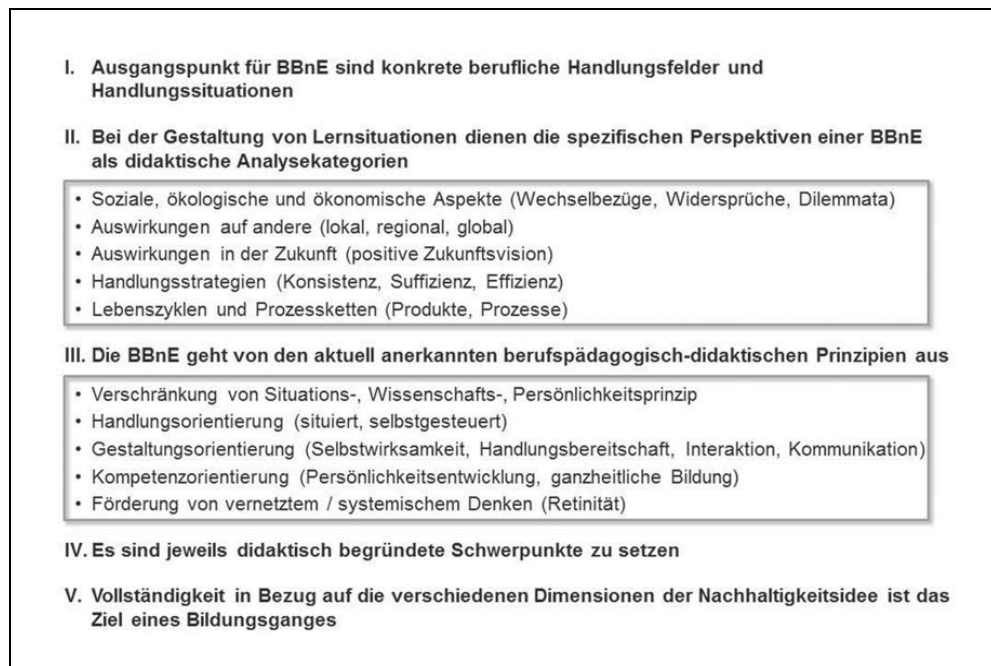 I. Ausgangspunkt für BBnE sind konkrete berufliche Handlungsfelder und
Handlungssituationen
II. Bei der Gestaltung von Lernsituationen dienen die spezifischen Perspektiven einer BBnE
als didaktische Analysekategorien
• Soziale, ökologische und ökonomische Aspekte (Wechselbezüge, Widersprüche, Dilemmata)
• Auswirkungen auf andere (lokal, regional, global)
• Auswirkungen in der Zukunft (positive Zukunftsvision)
• Handlungsstrategien (Konsistenz, Suffizienz, Effizienz)
• Lebenszyklen und Prozessketten (Produkte, Prozesse)
III. Die BBnE geht von den aktuell anerkannten berufspädagogisch-didaktischen Prinzipien aus
• Verschränkung von Situations-, Wissenschafts-, Persönlichkeitsprinzip
• Handlungsorientierung (situiert, selbstgesteuert)
• Gestaltungsorientierung (Selbstwirksamkeit, Handlungsbereitschaft, Interaktion, Kommunikation)
• Kompetenzorientierung (Persönlichkeitsentwicklung, ganzheitliche Bildung)
• Förderung von vernetztem / systemischem Denken (Retinität)
IV. Es sind jeweils didaktisch begründete Schwerpunkte zu setzen
V. Vollständigkeit in Bezug auf die verschiedenen Dimensionen der Nachhaltigkeitsidee ist das
Ziel eines Bildungsganges